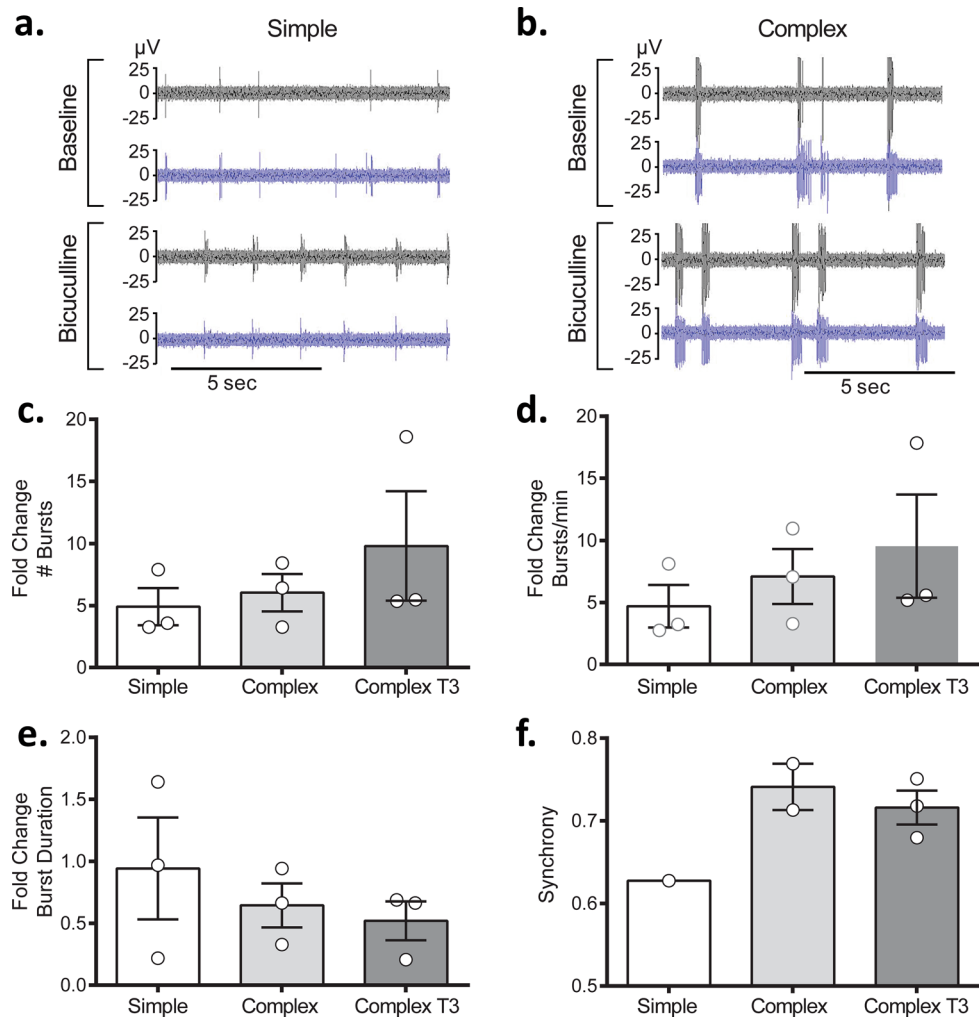 a.
Simple
µV
Baseline
25
0
-25
25
0
-25
Bicuculline
25
0
-25
25
0
-25
5 sec
b.
Complex
µV
Baseline
25
0
-25
25
0
-25
Bicuculline
25
0
-25
25
0
-25
5 sec
c.
Fold Change
# Bursts
20
15
10
5
0
Simple
Complex
Complex T3
d.
Fold Change
Bursts/min
20
15
10
5
0
Simple
Complex
Complex T3
e.
Fold Change
Burst Duration
2.0
1.5
1.0
0.5
0.0
Simple
Complex
Complex T3
f.
Synchrony
0.8
0.7
0.6
0.5
Simple
Complex
Complex T3